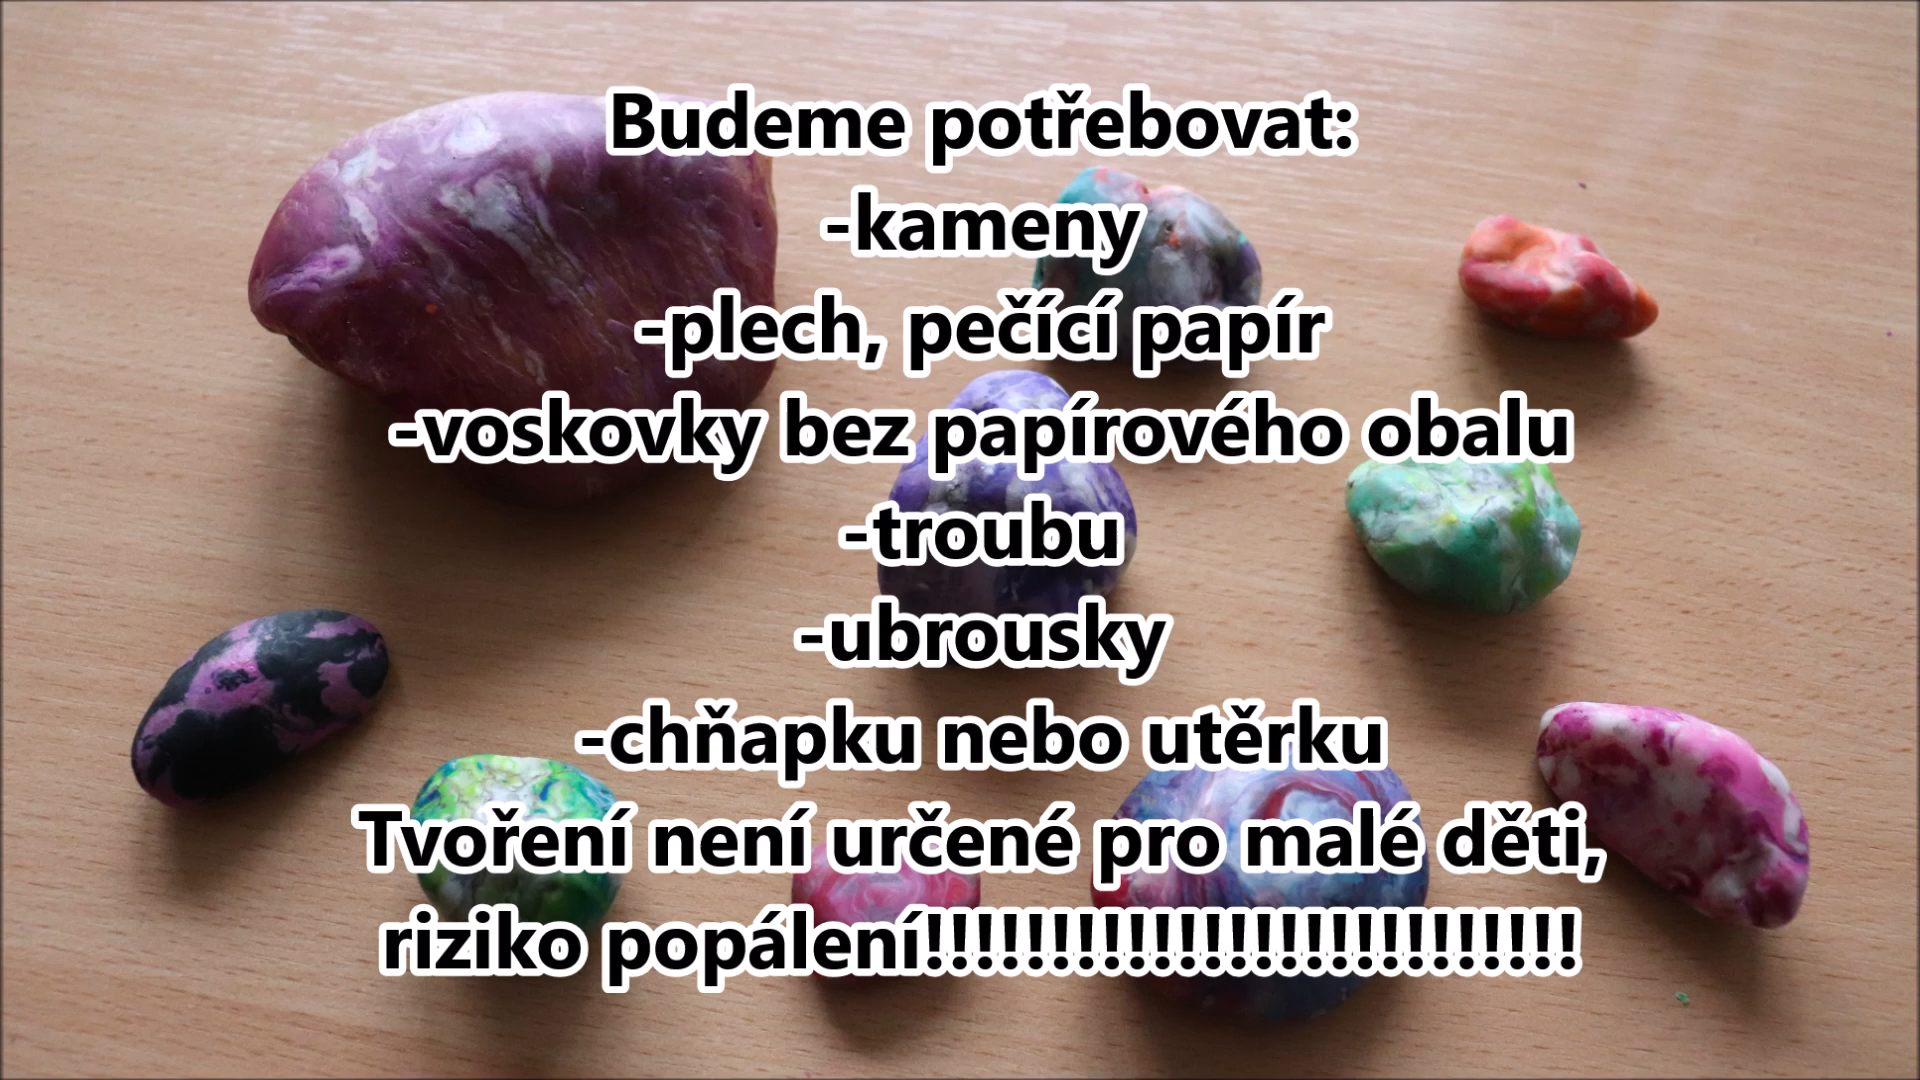 Budeme potřebovat:
-kameny
-plech, pečící papír
-voskovky bez papírového obalu
-troubu
-ubrousky
-chňapku nebo utěrku
Tvoření není určené pro malé děti,
riziko popálení!!!!!!!!!!!!!!!!!!!!!!!!!!